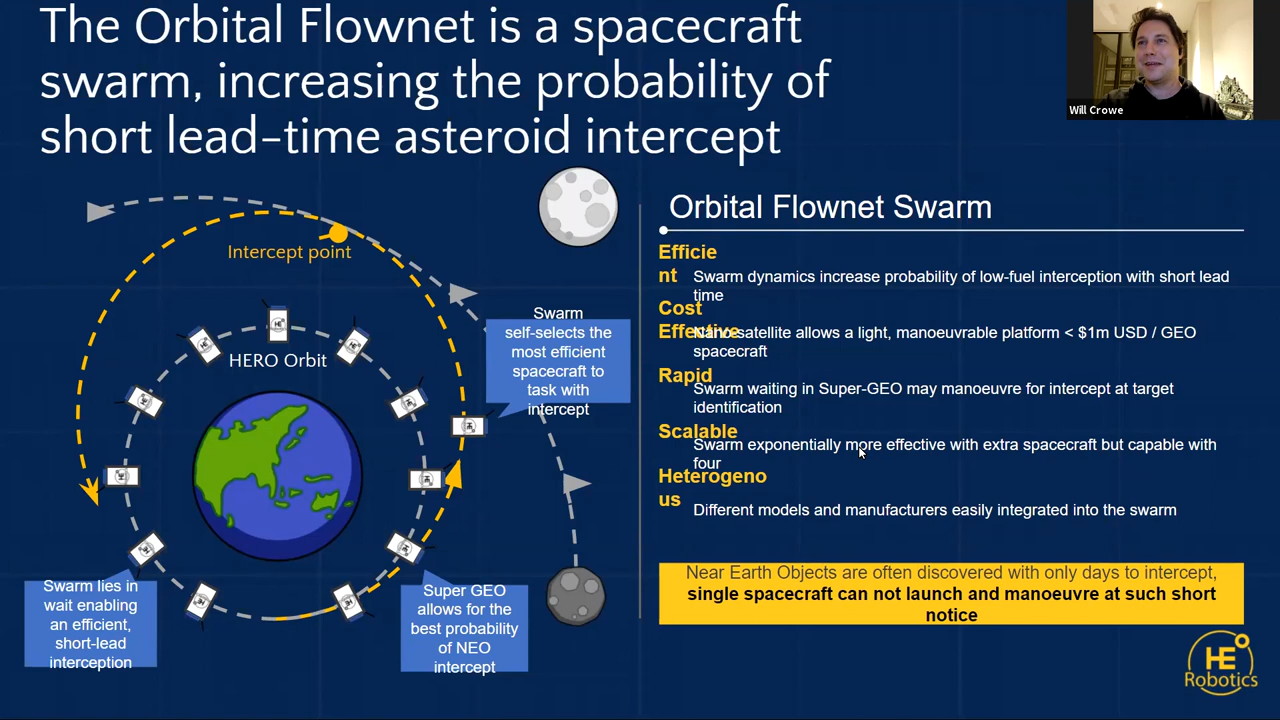 The Orbital Flownet is a spacecraft
swarm, increasing the probability of
short lead-time asteroid intercept
Will Crowe
Intercept point
HERO Orbit
Swarm
self-selects the
most efficient
spacecraft to
task with
intercept
Swarm lies in
wait enabling
an efficient,
short-lead
interception
Super GEO
allows for the
best probability
of NEO
intercept
Orbital Flownet Swarm
Efficie
nt
Swarm dynamics increase probability of low-fuel interception with short lead
time
Cost
Effective
Nano-satellite allows a light, manoeuvrable platform < $1m USD / GEO
spacecraft
Rapid
Swarm waiting in Super-GEO may manoeuvre for intercept at target
identification
Scalable
Swarm exponentially more effective with extra spacecraft but capable with
four
Heterogeno
us
Different models and manufacturers easily integrated into the swarm
Near Earth Objects are often discovered with only days to intercept,
single spacecraft can not launch and manoeuvre at such short
notice
HE
Robotics